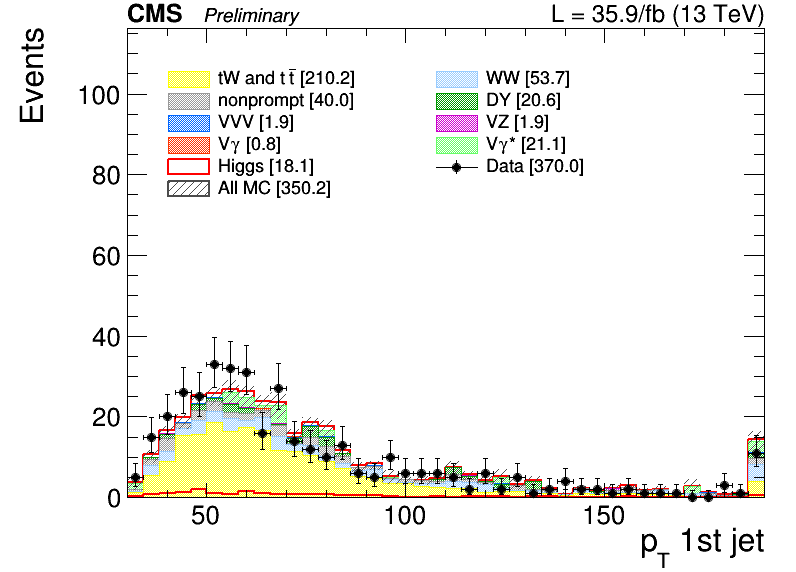 CMS Preliminary L = 35.9/fb (13 TeV)
Events
tW and tt̄ [210.2]
WW [53.7]
nonprompt [40.0]
DY [20.6]
VVV [1.9]
VZ [1.9]
Vγ [0.8]
Vγ* [21.1]
Higgs [18.1]
Data [370.0]
All MC [350.2]
100
80
60
40
20
0
50 100 150
pT 1st jet